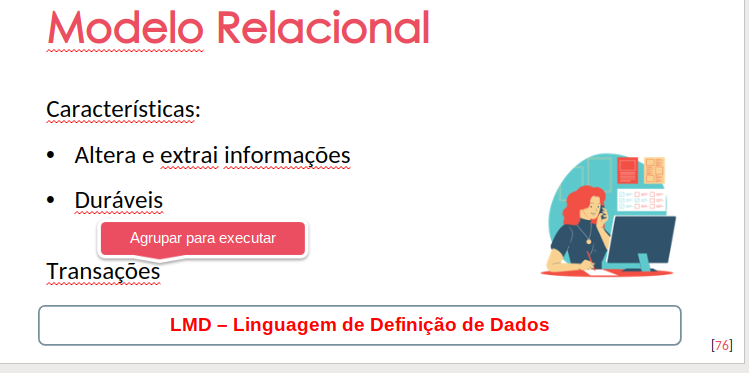 Modelo Relacional
Características:
• Altera e extrai informações
• Duráveis
Agrupar para executar
Transações
LMD – Linguagem de Definição de Dados
[76]